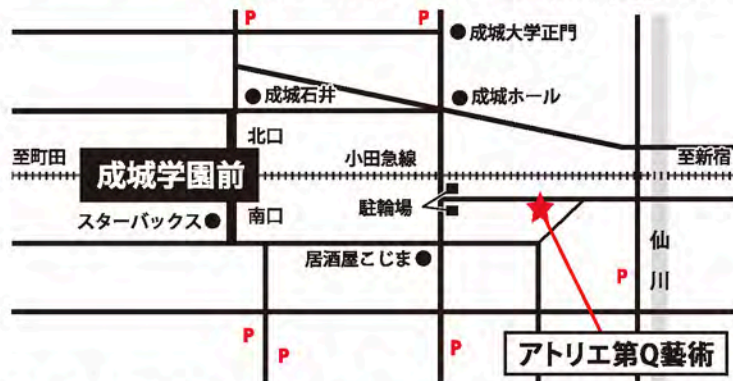 P
P
成城大学正門
成城石井
成城ホール
北口
至町田
成城学園前
小田急線
至新宿
駐輪場
スターバックス
南口
居酒屋こじま
仙川
P
P
P
P
アトリエ第Q藝術